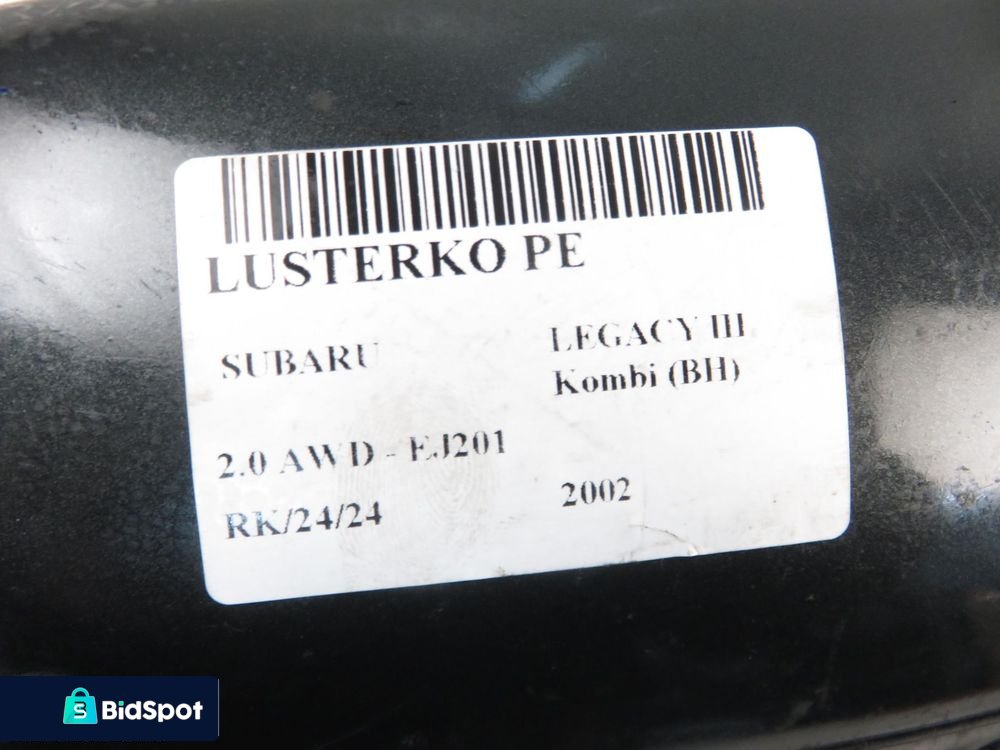 LUSTERKO PE
SUBARU
LEGACY III
Kombi (BH)
2.0 AWD - EJ201
RK/24/24
2002
BidSpot